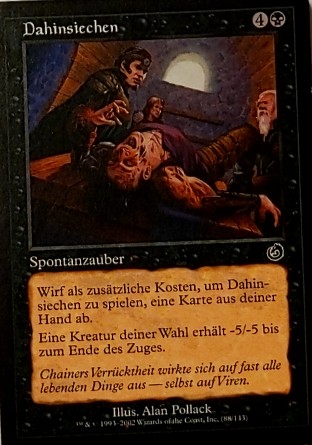 Dahinsiechen 4
Spontanzauber
Wirf als zusätzliche Kosten, um Dahin-
siechen zu spielen, eine Karte aus deiner
Hand ab.
Eine Kreatur deiner Wahl erhält -5/-5 bis
zum Ende des Zuges.
Chainers Verrücktheit wirkte sich auf fast alle
lebenden Dinge aus — selbst auf Viren.
Illus. Alan Pollack
™ & © 1993-2002 Wizards of the Coast, Inc. (88/143)